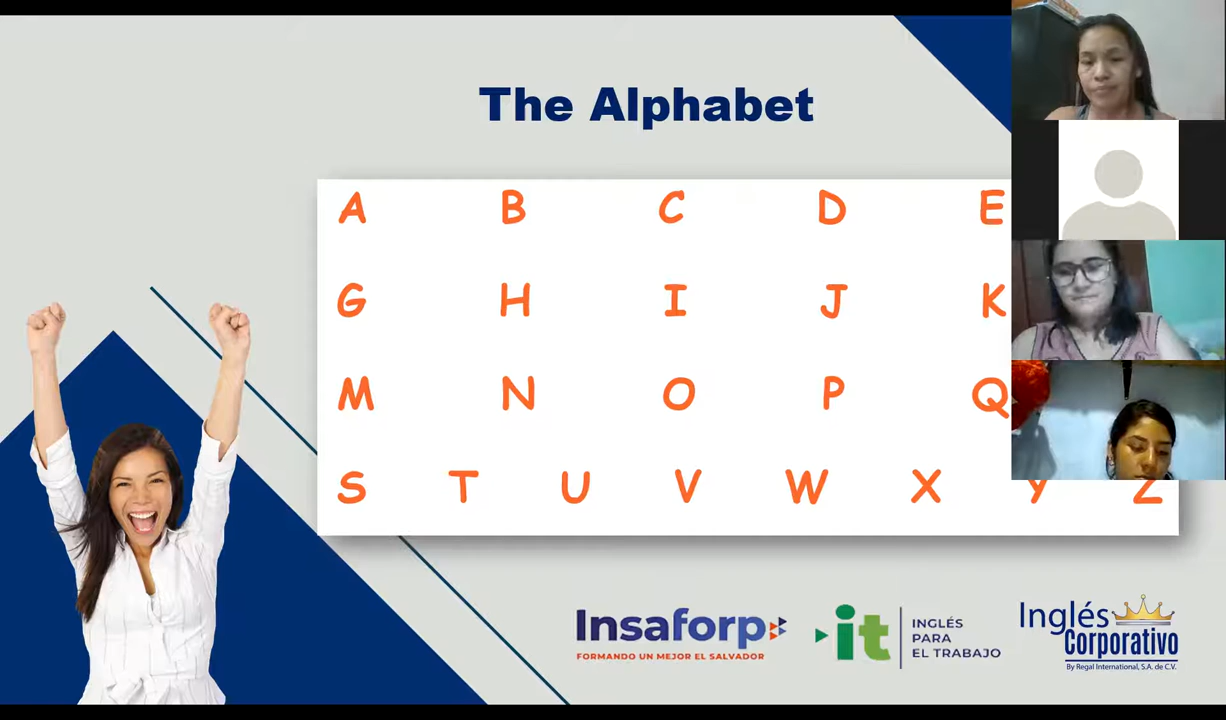 The Alphabet
A B C D E
G H I J K
M N O P Q
S T U V W X Y Z
Insaforp
FORMANDO UN MEJOR EL SALVADOR
it
INGLÉS
PARA
EL TRABAJO
Inglés
Corporativo
By Regal International, S.A. de C.V.